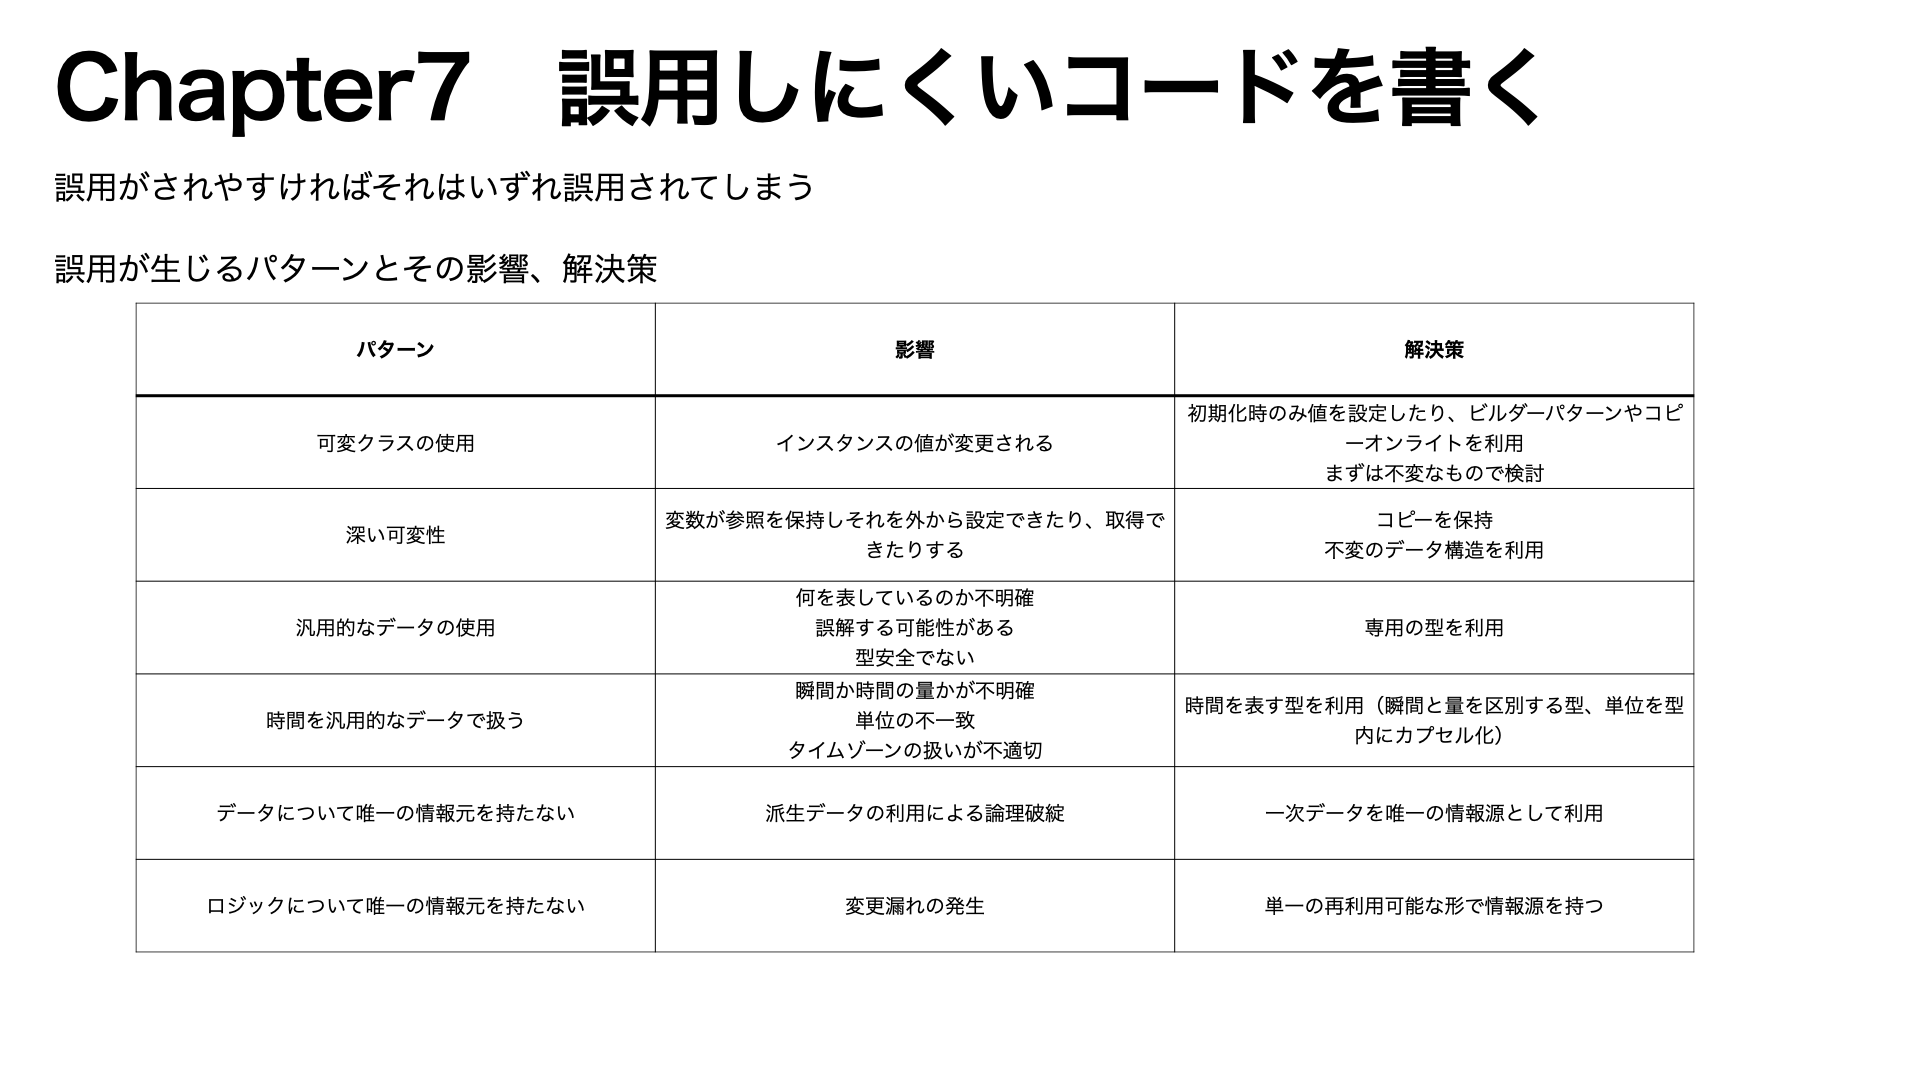 Chapter7　誤用しにくいコードを書く
誤用がされやすければそれはいずれ誤用されてしまう
誤用が生じるパターンとその影響、解決策
パターン
影響
解決策
可変クラスの使用
インスタンスの値が変更される
初期化時のみ値を設定したり、ビルダーパターンやコピ
ーオンライトを利用
まずは不変なもので検討
深い可変性
変数が参照を保持しそれを外から設定できたり、取得で
きたりする
コピーを保持
不変のデータ構造を利用
汎用的なデータの使用
何を表しているのか不明確
誤解する可能性がある
型安全でない
専用の型を利用
時間を汎用的なデータで扱う
瞬間か時間の量かが不明確
単位の不一致
タイムゾーンの扱いが不適切
時間を表す型を利用（瞬間と量を区別する型、単位を型
内にカプセル化）
データについて唯一の情報元を持たない
派生データの利用による論理破綻
一次データを唯一の情報源として利用
ロジックについて唯一の情報元を持たない
変更漏れの発生
単一の再利用可能な形で情報源を持つ